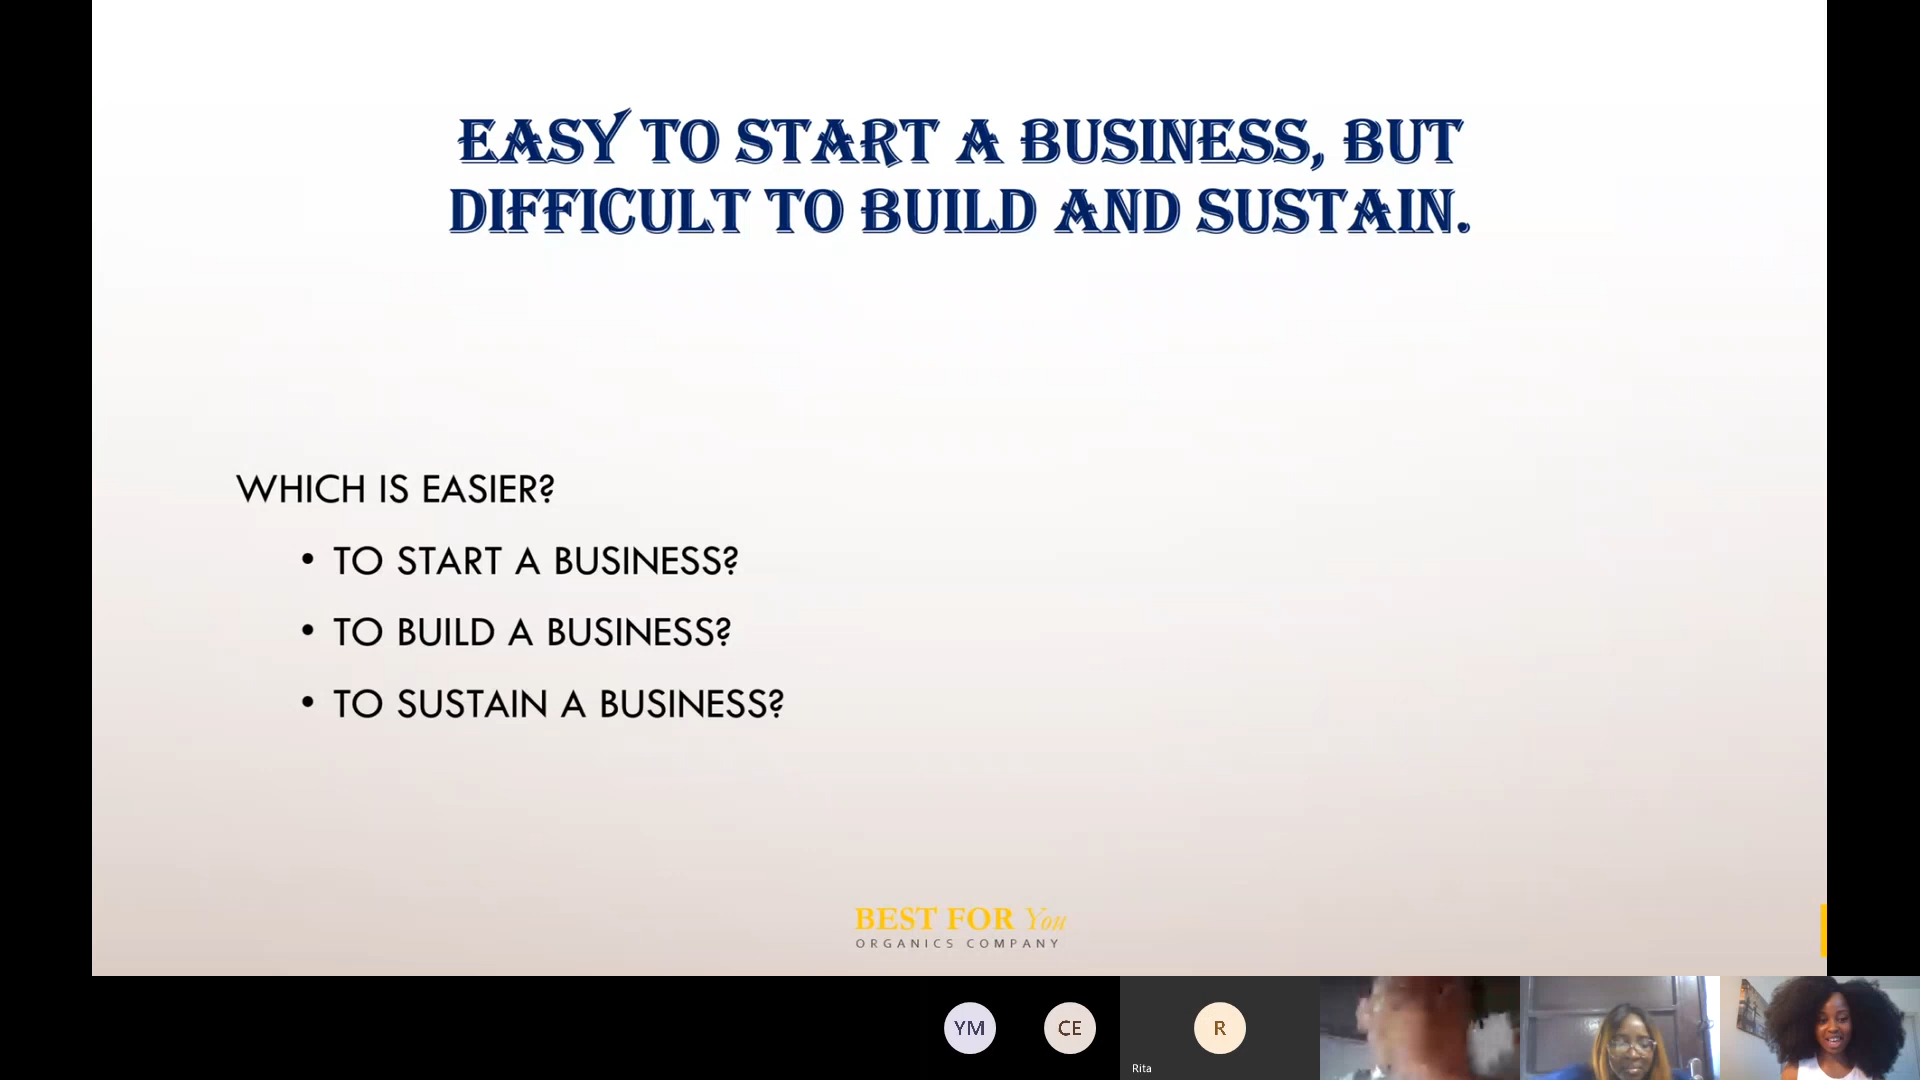 EASY TO START A BUSINESS, BUT
DIFFICULT TO BUILD AND SUSTAIN.
WHICH IS EASIER?
• TO START A BUSINESS?
• TO BUILD A BUSINESS?
• TO SUSTAIN A BUSINESS?
BEST FOR You
ORGANICS COMPANY
YM
CE
R
Rita